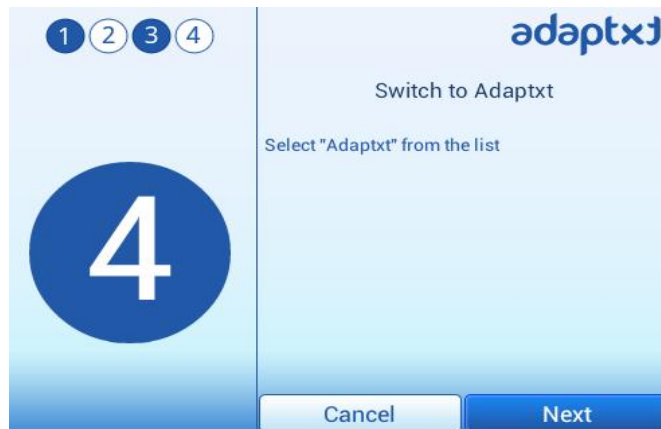 1 2 3 4
adaptxt
Switch to Adaptxt
Select "Adaptxt" from the list
4
Cancel Next